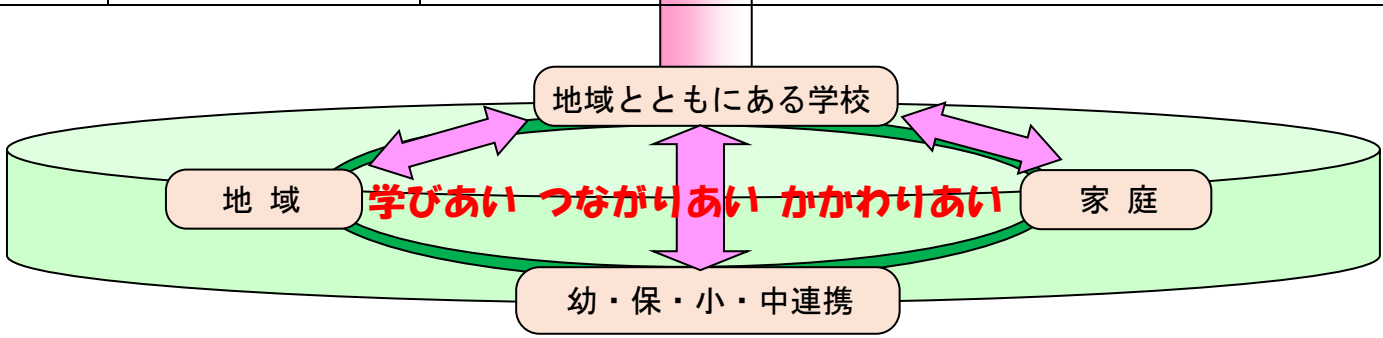 地域とともにある学校
地 域
学びあい つながりあい かかわりあい
家 庭
幼・保・小・中連携